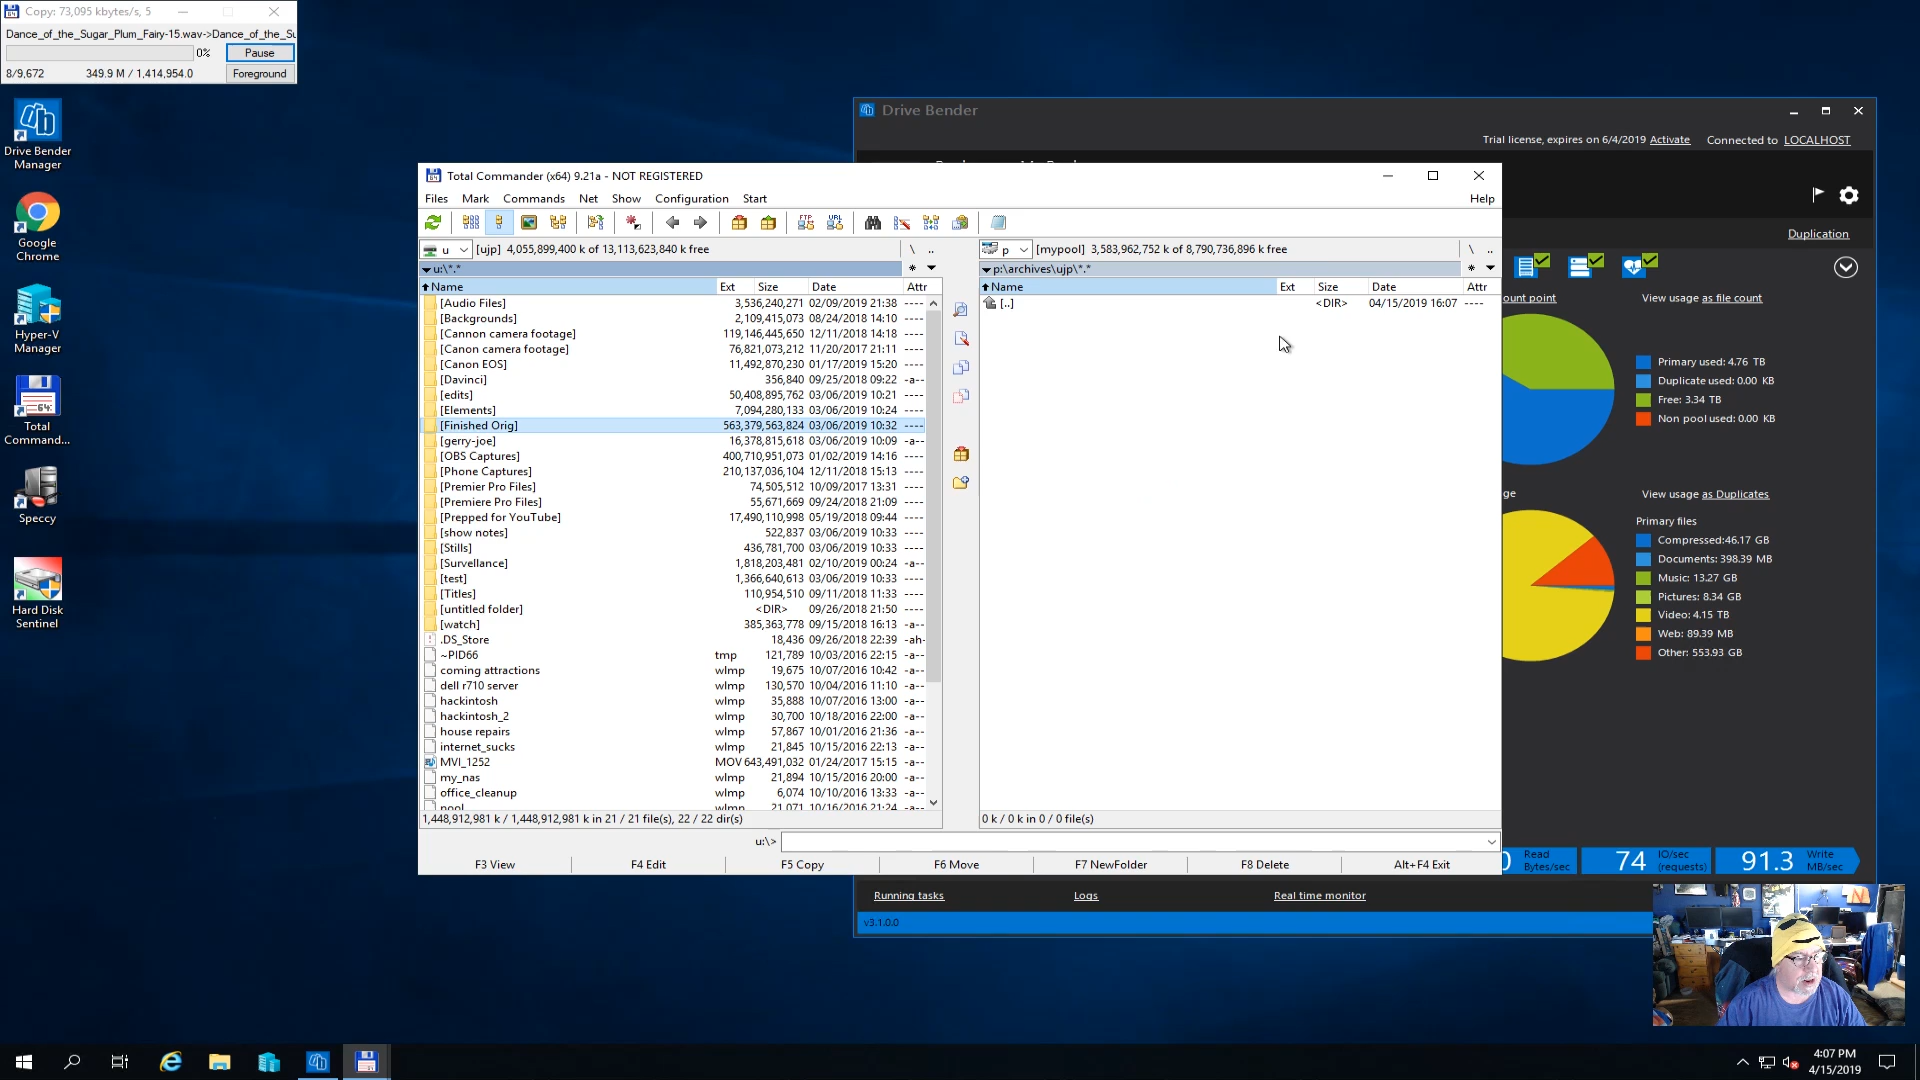 Copy: 73,095 kbytes/s, 5
Dance_of_the_Sugar_Plum_Fairy-15.wav->Dance_of_the_Su
0%
Pause
8/9,672
349.9 M / 1,414,954.0
Foreground
Drive Bender
Manager
Google
Chrome
Hyper-V
Manager
64:
Total
Command...
Speccy
Hard Disk
Sentinel
Drive Bender
Trial license, expires on 6/4/2019 Activate Connected to LOCALHOST
Duplication
ount point
View usage as file count
Primary used: 4.76 TB
Duplicate used: 0.00 KB
Free: 3.34 TB
Non pool used: 0.00 KB
ge
View usage as Duplicates
Primary files
Compressed:46.17 GB
Documents: 398.39 MB
Music: 13.27 GB
Pictures: 8.34 GB
Video: 4.15 TB
Web: 89.39 MB
Other: 553.93 GB
0 Read Bytes/sec
74 IO/sec (requests)
91.3 Write MB/sec
Running tasks
Logs
Real time monitor
v3.1.0.0
Total Commander (x64) 9.21a - NOT REGISTERED
Files Mark Commands Net Show Configuration Start Help
FTP URL
u [ujp] 4,055,899,400 k of 13,113,623,840 k free \ ..
u:\*.* * 
Name Ext Size Date Attr
[Audio Files] 3,536,240,271 02/09/2019 21:38 ----
[Backgrounds] 2,109,415,073 08/24/2018 14:10 ----
[Cannon camera footage] 119,146,445,650 12/11/2018 14:18 ----
[Canon camera footage] 76,821,073,212 11/20/2017 21:11 ----
[Canon EOS] 11,492,870,230 01/17/2019 15:20 ----
[Davinci] 356,840 09/25/2018 09:22 -a--
[edits] 50,408,895,762 03/06/2019 10:21 ----
[Elements] 7,094,280,133 03/06/2019 10:24 ----
[Finished Orig] 563,379,563,824 03/06/2019 10:32 ----
[gerry-joe] 16,378,815,618 03/06/2019 10:09 -a--
[OBS Captures] 400,710,951,073 01/02/2019 14:16 ----
[Phone Captures] 210,137,036,104 12/11/2018 15:13 ----
[Premier Pro Files] 74,505,512 10/09/2017 13:31 ----
[Premiere Pro Files] 55,671,669 09/24/2018 21:09 ----
[Prepped for YouTube] 17,490,110,998 05/19/2018 09:44 ----
[show notes] 522,837 03/06/2019 10:33 ----
[Stills] 436,781,700 03/06/2019 10:33 ----
[Survellance] 1,818,203,481 02/10/2019 00:24 -a--
[test] 1,366,640,613 03/06/2019 10:33 ----
[Titles] 110,954,510 09/11/2018 11:33 ----
[untitled folder] <DIR> 09/26/2018 21:50 ----
[watch] 385,363,778 09/15/2018 16:13 -a--
.DS_Store 18,436 09/26/2018 22:39 -ah-
~PID66 tmp 121,789 10/03/2016 22:15 -a--
coming attractions wlmp 19,675 10/07/2016 10:42 -a--
dell r710 server wlmp 130,570 10/04/2016 11:10 -a--
hackintosh wlmp 35,888 10/07/2016 13:00 -a--
hackintosh_2 wlmp 30,700 10/18/2016 22:00 -a--
house repairs wlmp 57,867 10/01/2016 21:36 -a--
internet_sucks wlmp 21,845 10/15/2016 22:13 -a--
MVI_1252 MOV 643,491,032 01/24/2017 15:15 -a--
my_nas wlmp 21,894 10/15/2016 20:00 -a--
office_cleanup wlmp 6,074 10/10/2016 13:33 -a--
pool wlmp 21,071 10/16/2016 21:24 -a--
1,448,912,981 k / 1,448,912,981 k in 21 / 21 file(s), 22 / 22 dir(s)
p [mypool] 3,583,962,752 k of 8,790,736,896 k free \ ..
p:\archives\ujp\*.* *
Name Ext Size Date Attr
[..] <DIR> 04/15/2019 16:07 ----
0 k / 0 k in 0 / 0 file(s)
u:\>
F3 View F4 Edit F5 Copy F6 Move F7 NewFolder F8 Delete Alt+F4 Exit
4:07 PM
4/15/2019